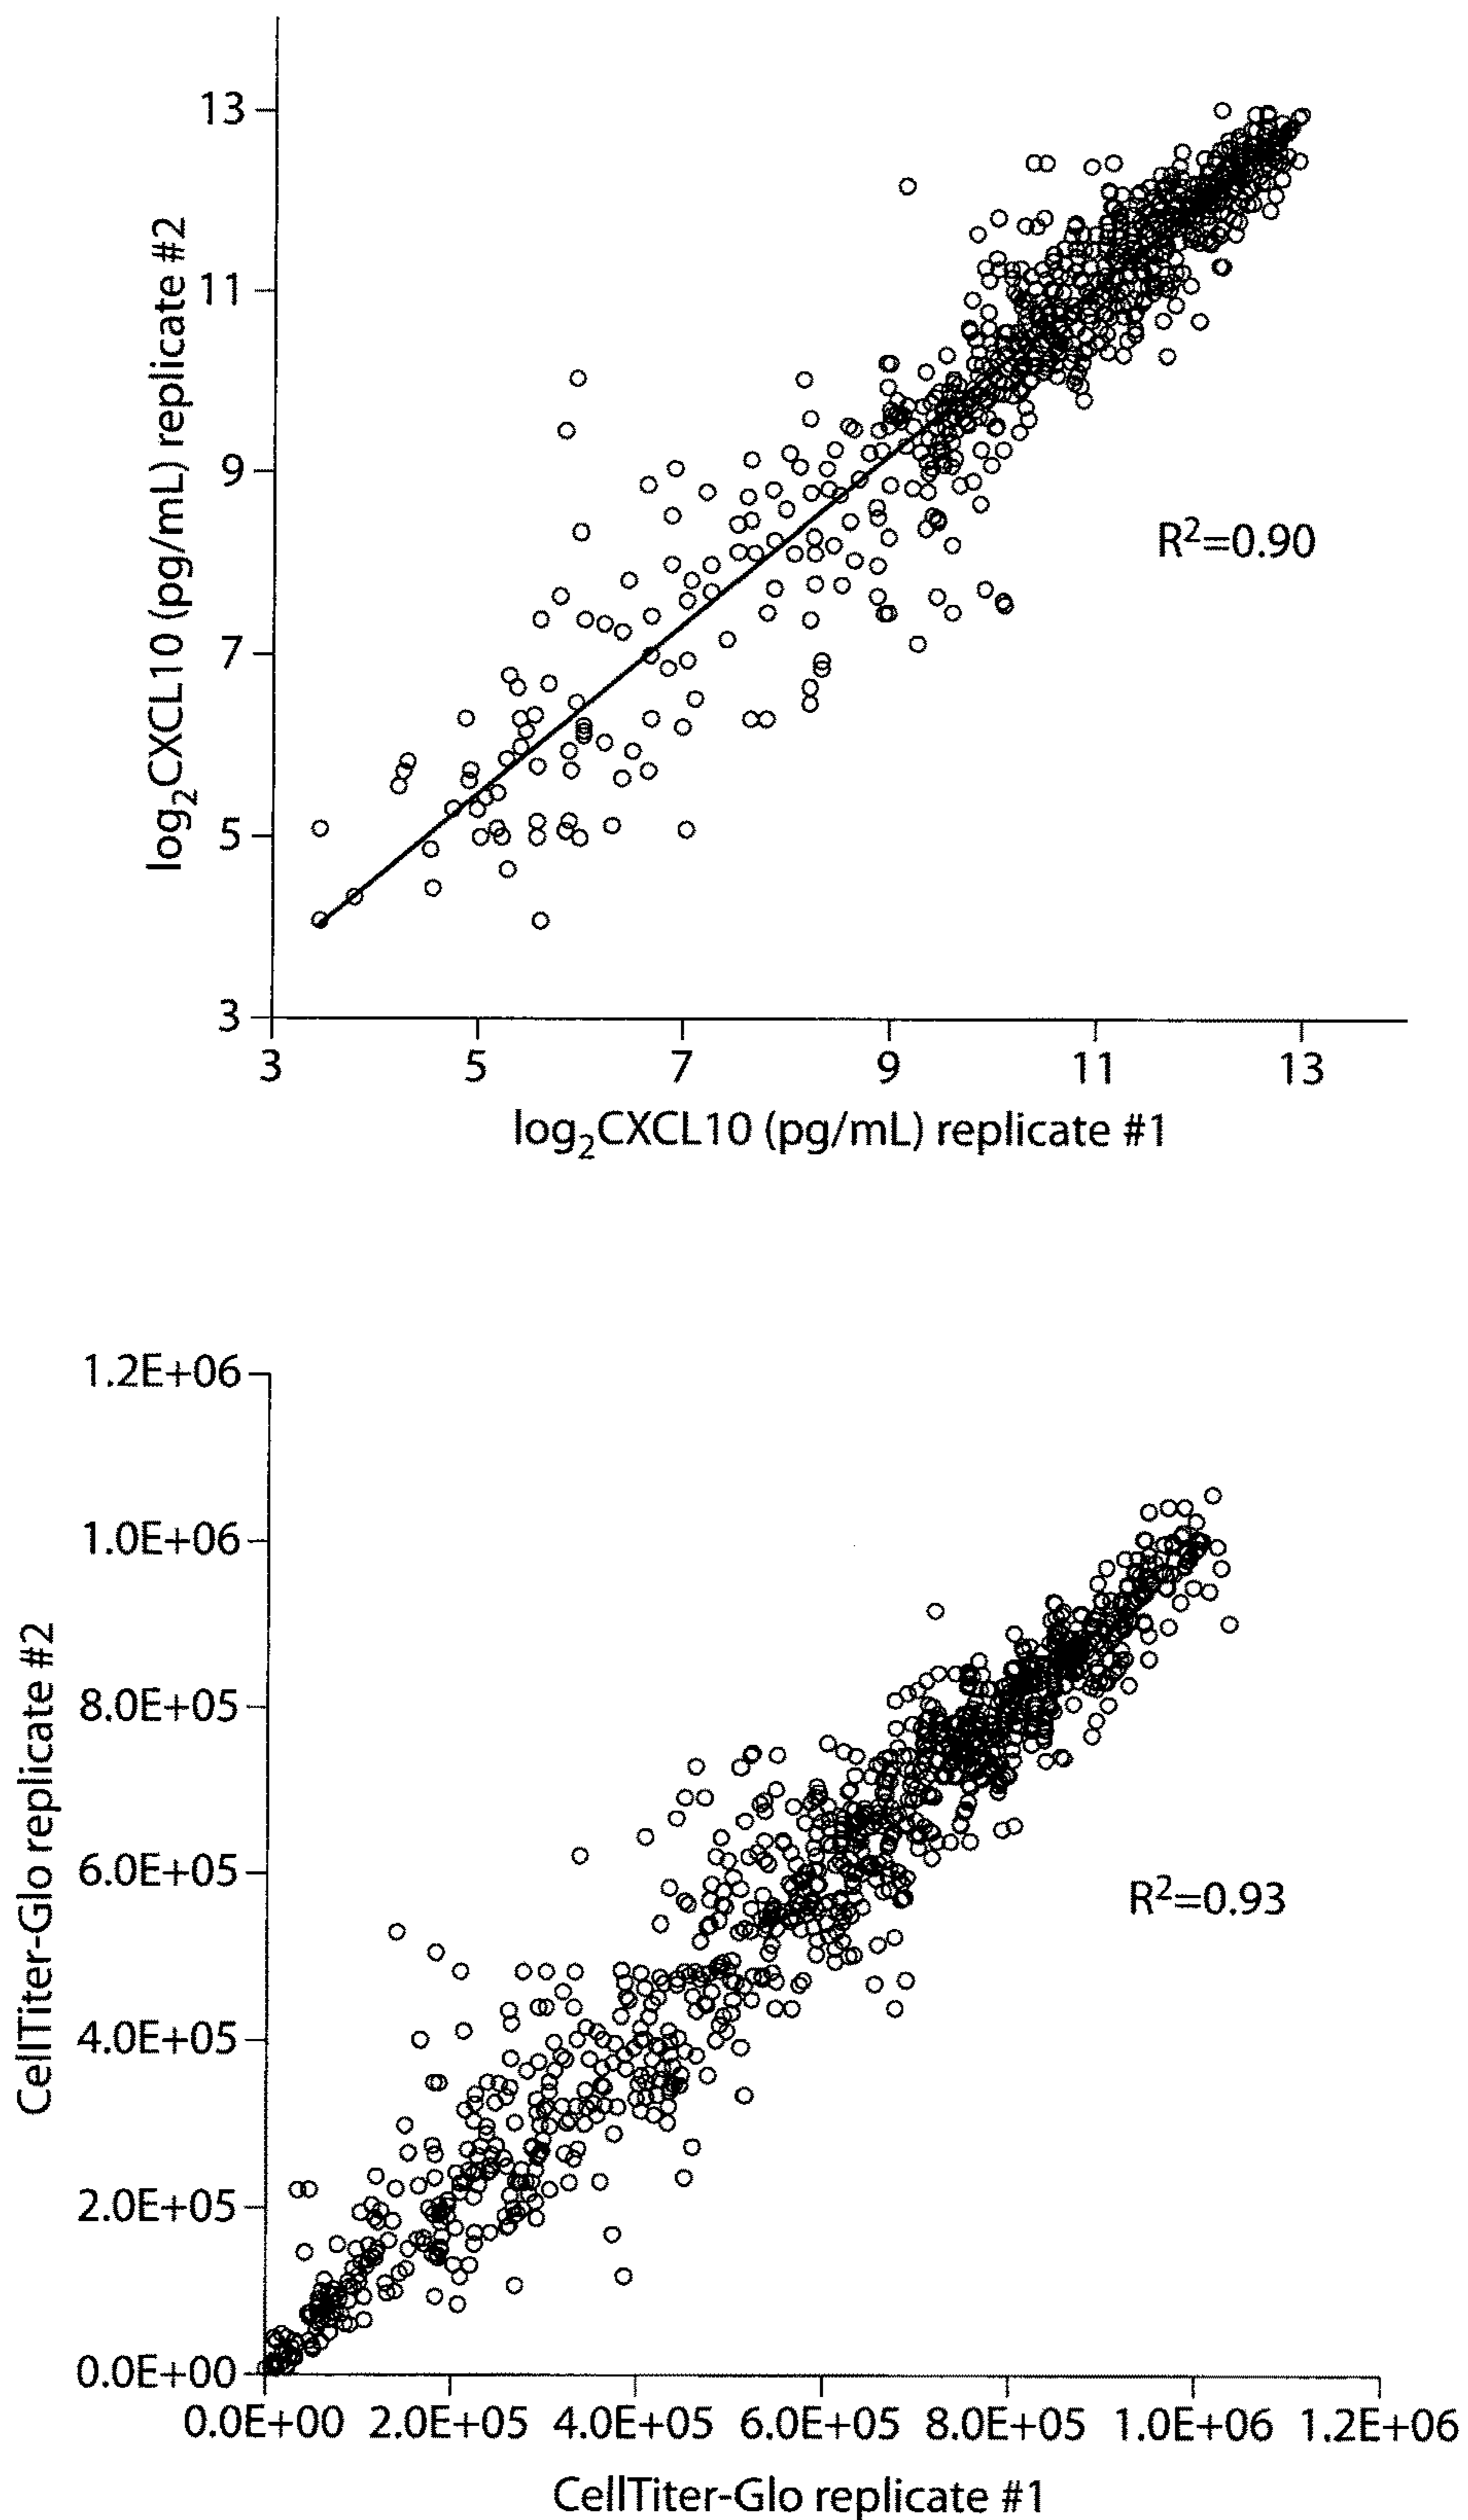 13
11
9
7
5
3
log₂CXCL10 (pg/mL) replicate #2
R²=0.90
3 5 7 9 11 13
log₂CXCL10 (pg/mL) replicate #1
1.2E+06
1.0E+06
8.0E+05
6.0E+05
4.0E+05
2.0E+05
0.0E+00
CellTiter-Glo replicate #2
R²=0.93
0.0E+00 2.0E+05 4.0E+05 6.0E+05 8.0E+05 1.0E+06 1.2E+06
CellTiter-Glo replicate #1